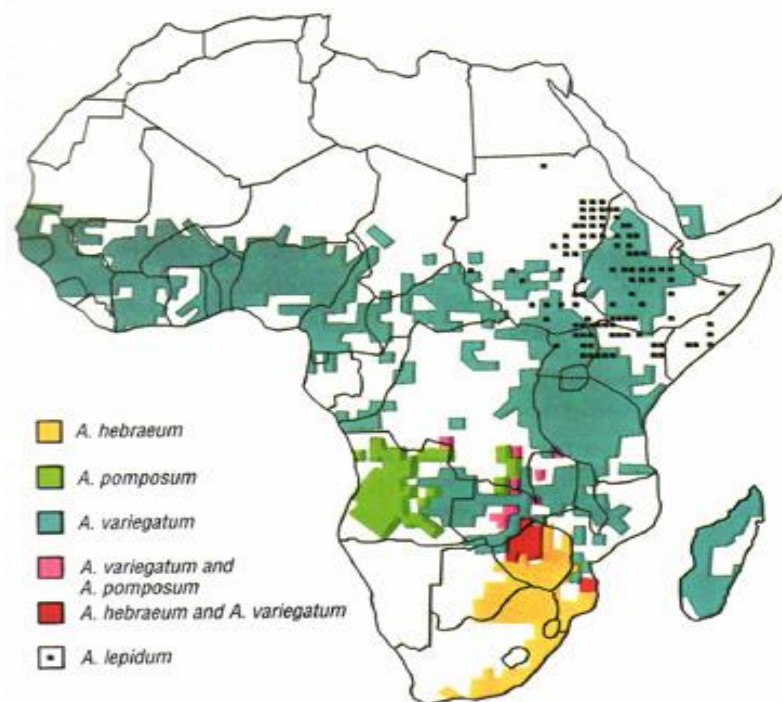 A. hebraeum
A. pomposum
A. variegatum
A. variegatum and
A. pomposum
A. hebraeum and A. variegatum
A. lepidum